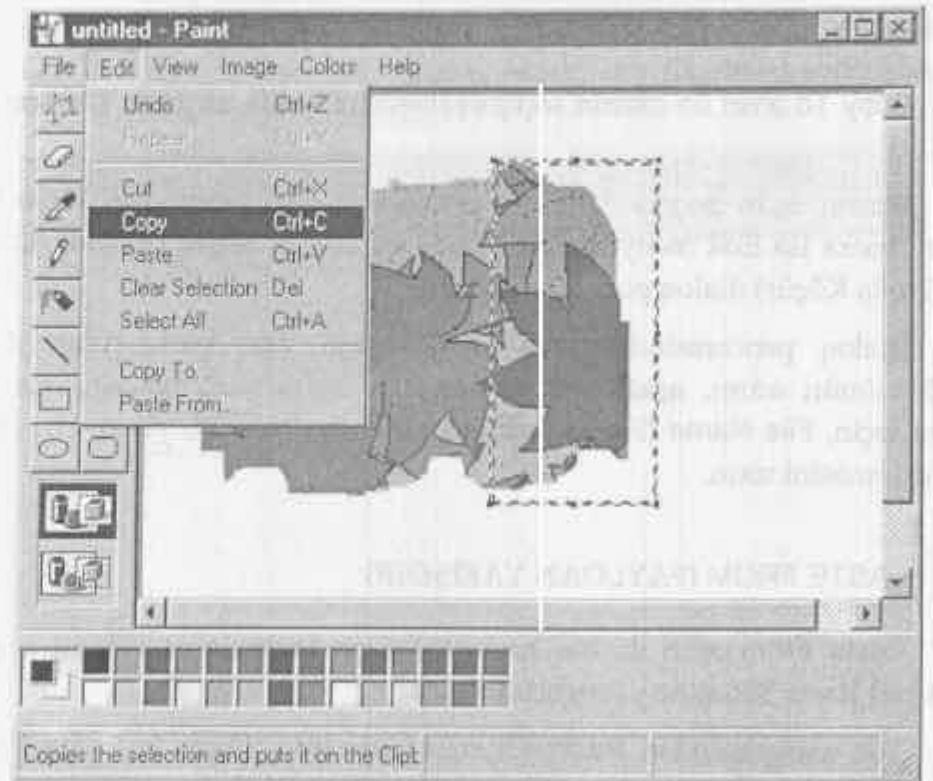 untitled - Paint
File Edit View Image Colors Help
Undo Ctrl+Z
Repeat
Cut Ctrl+X
Copy Ctrl+C
Paste Ctrl+V
Clear Selection Del
Select All Ctrl+A
Copy To...
Paste From...
Copies the selection and puts it on the Clipb